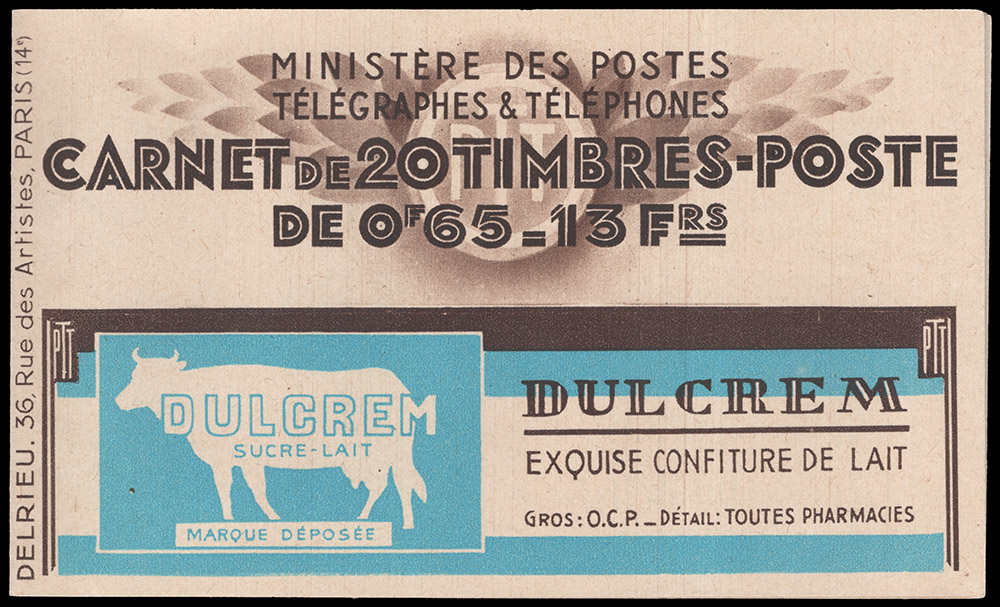 MINISTÈRE DES POSTES
TÉLÉGRAPHES & TÉLÉPHONES
PTT
CARNET DE 20 TIMBRES-POSTE
DE 0F65 - 13 FRS
DELRIEU. 36, Rue des Artistes, PARIS (14e)
PTT
PTT
DULCREM
SUCRE-LAIT
MARQUE DÉPOSÉE
DULCREM
EXQUISE CONFITURE DE LAIT
GROS: O.C.P. _ DÉTAIL: TOUTES PHARMACIES